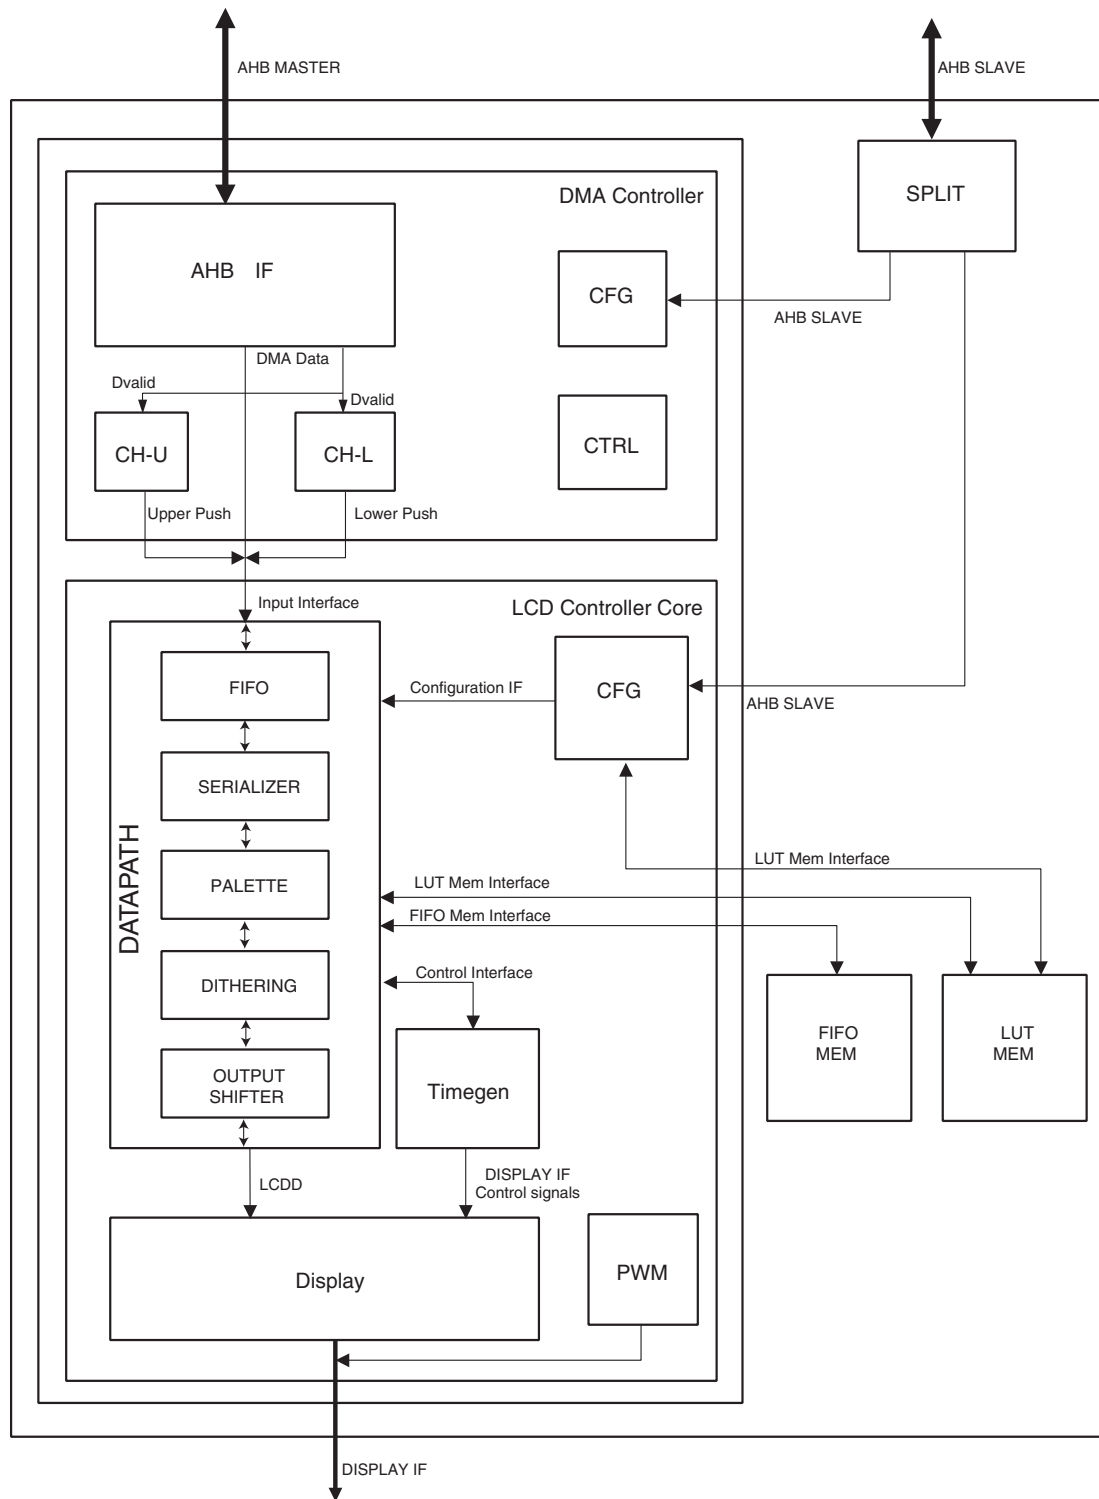 AHB MASTER
AHB SLAVE
DMA Controller
SPLIT
AHB IF
CFG
AHB SLAVE
DMA Data
Dvalid
Dvalid
CH-U
CH-L
CTRL
Upper Push
Lower Push
Input Interface
LCD Controller Core
FIFO
Configuration IF
CFG
AHB SLAVE
SERIALIZER
DATAPATH
PALETTE
LUT Mem Interface
LUT Mem Interface
FIFO Mem Interface
DITHERING
Control Interface
FIFO
MEM
LUT
MEM
OUTPUT
SHIFTER
Timegen
LCDD
DISPLAY IF
Control signals
Display
PWM
DISPLAY IF